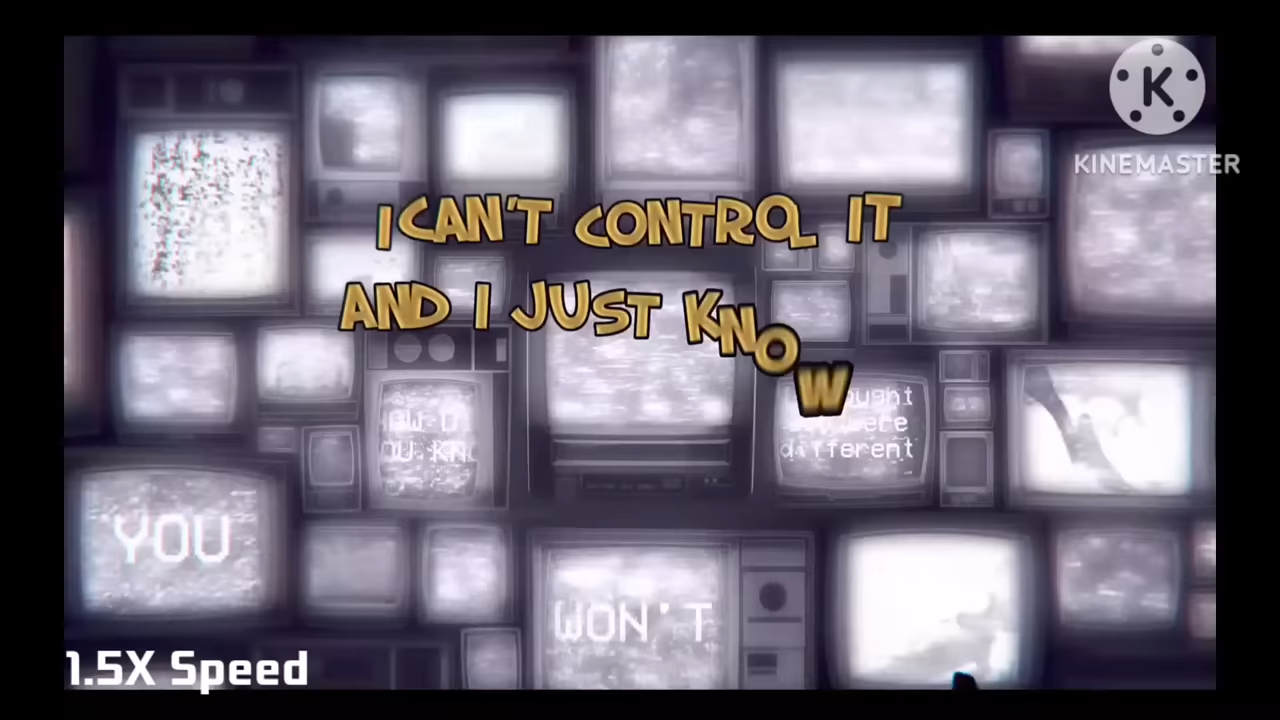 K
KINEMASTER
I CAN'T CONTROL IT
AND I JUST KNOW
different
YOU
WON'T
1.5X Speed